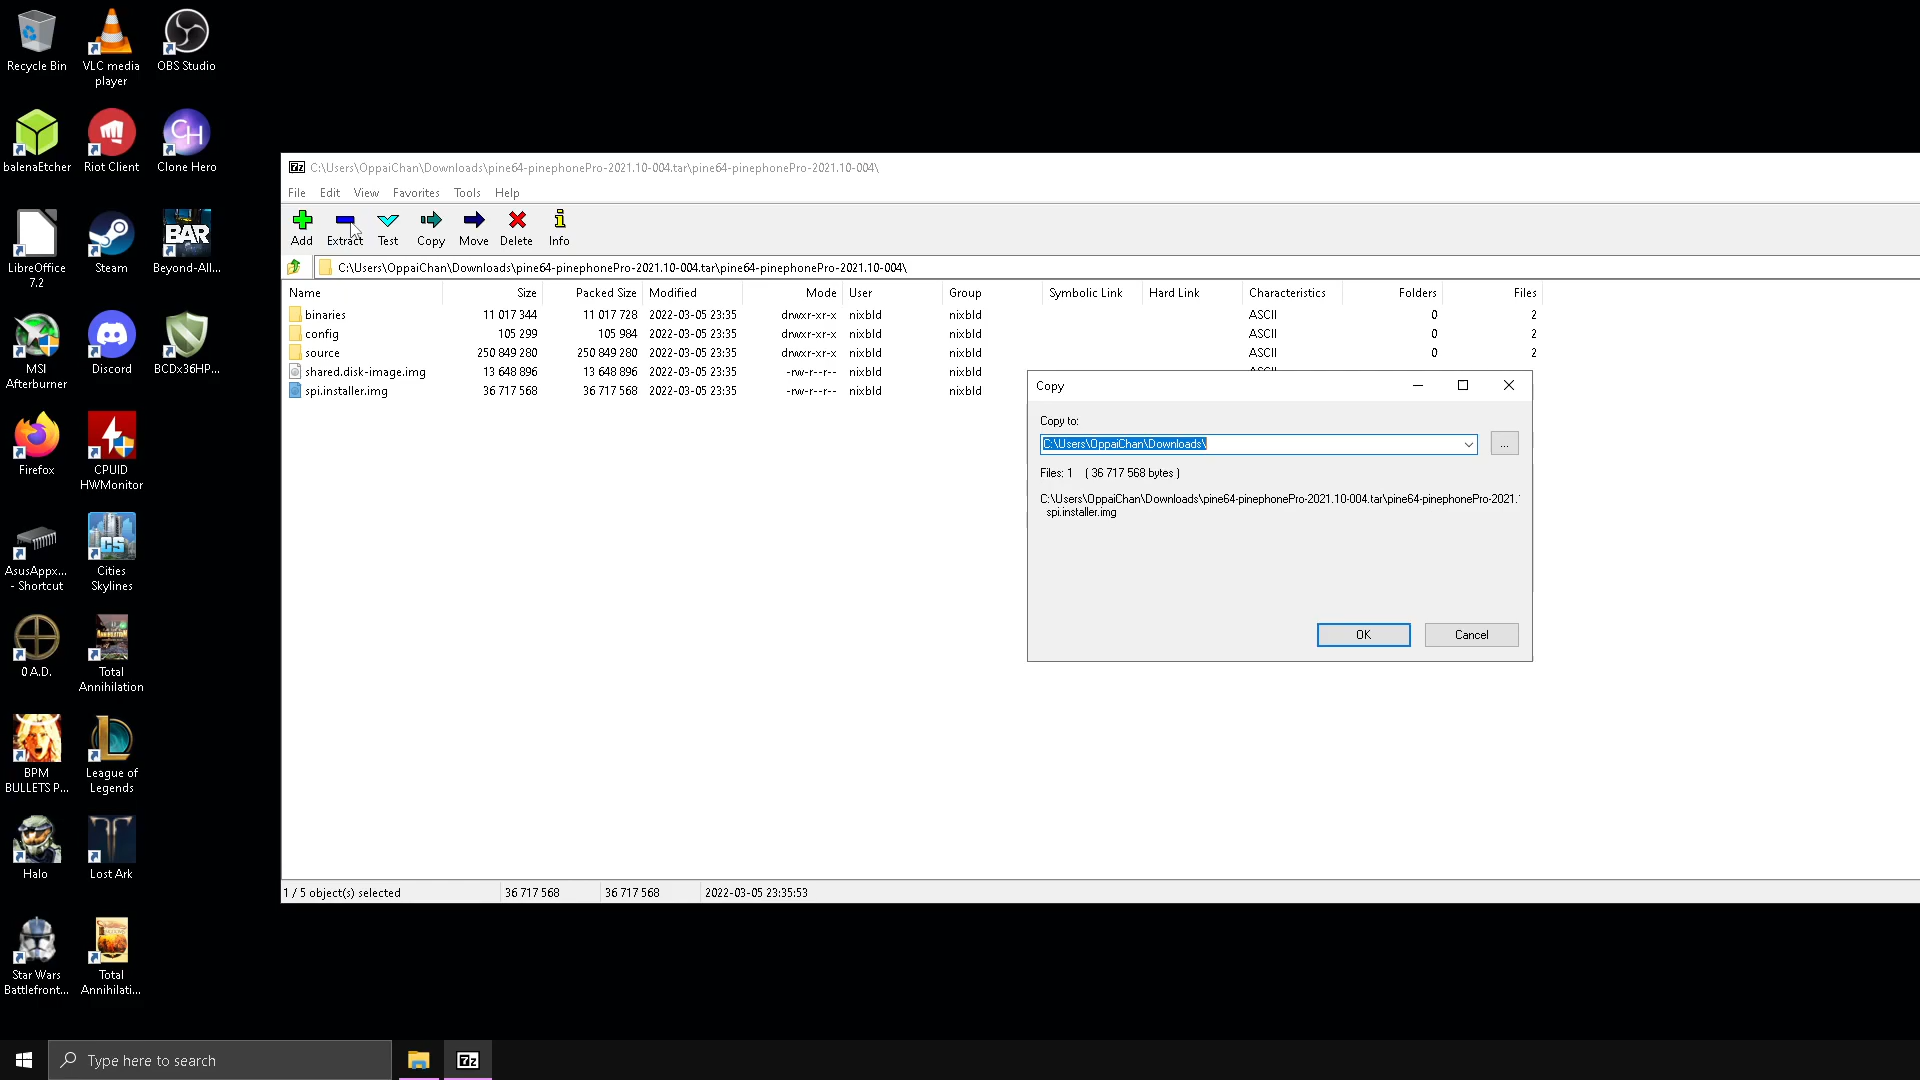 Recycle Bin
VLC media
player
OBS Studio
balenaEtcher
Riot Client
CH
Clone Hero
LibreOffice
7.2
Steam
BAR
Beyond-All...
MSI
Afterburner
Discord
BCDx36HP...
Firefox
CPUID
HWMonitor
AsusAppx...
- Shortcut
CS
Cities
Skylines
0 A.D.
Total
Annihilation
BPM
BULLETS P...
League of
Legends
Halo
Lost Ark
Star Wars
Battlefront...
Total
Annihilati...
7z C:\Users\OppaiChan\Downloads\pine64-pinephonePro-2021.10-004.tar\pine64-pinephonePro-2021.10-004\
File Edit View Favorites Tools Help
Add Extract Test Copy Move Delete Info
C:\Users\OppaiChan\Downloads\pine64-pinephonePro-2021.10-004.tar\pine64-pinephonePro-2021.10-004\
Name Size Packed Size Modified Mode User Group Symbolic Link Hard Link Characteristics Folders Files
binaries 11 017 344 11 017 728 2022-03-05 23:35 drwxr-xr-x nixbld nixbld ASCII 0 2
config 105 299 105 984 2022-03-05 23:35 drwxr-xr-x nixbld nixbld ASCII 0 2
source 250 849 280 250 849 280 2022-03-05 23:35 drwxr-xr-x nixbld nixbld ASCII 0 2
shared.disk-image.img 13 648 896 13 648 896 2022-03-05 23:35 -rw-r--r-- nixbld nixbld ASCII
spi.installer.img 36 717 568 36 717 568 2022-03-05 23:35 -rw-r--r-- nixbld nixbld
Copy
Copy to:
C:\Users\OppaiChan\Downloads\
...
Files: 1 ( 36 717 568 bytes )
C:\Users\OppaiChan\Downloads\pine64-pinephonePro-2021.10-004.tar\pine64-pinephonePro-2021.
spi.installer.img
OK Cancel
1 / 5 object(s) selected 36 717 568 36 717 568 2022-03-05 23:35:53
Type here to search
7z